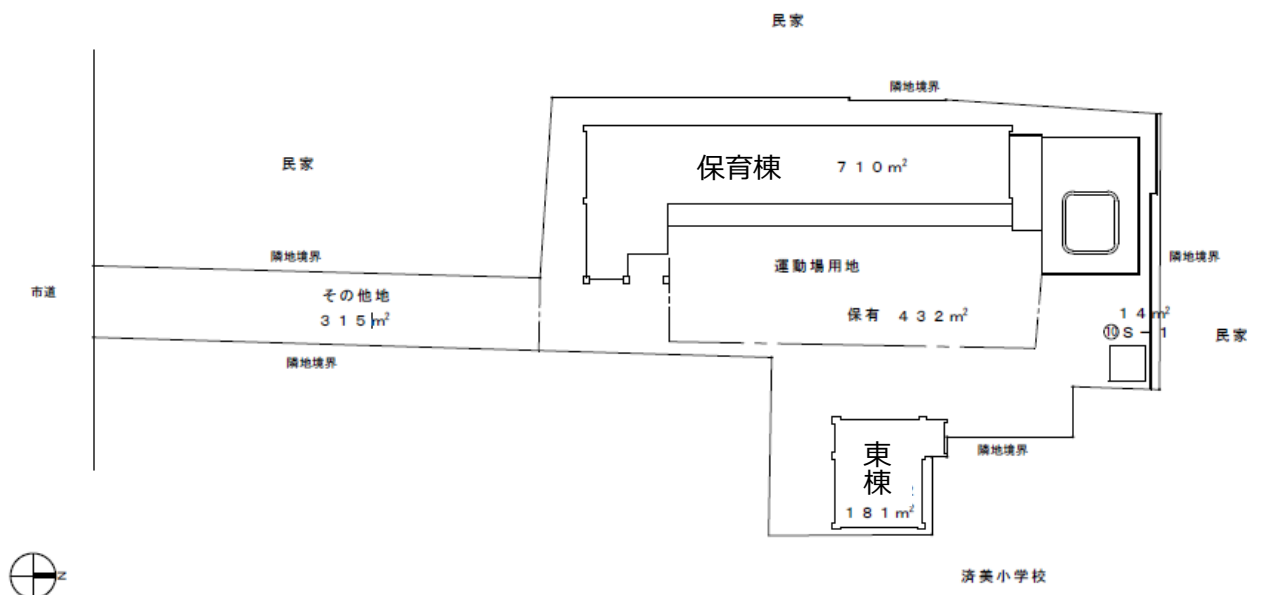 民家
隣地境界
民家
保育棟 710m²
隣地境界
隣地境界
運動場用地
市道
その他地
315m²
保有 432m²
14m²
⑩S-1
民家
隣地境界
隣地境界
東棟
181m²
済美小学校
N